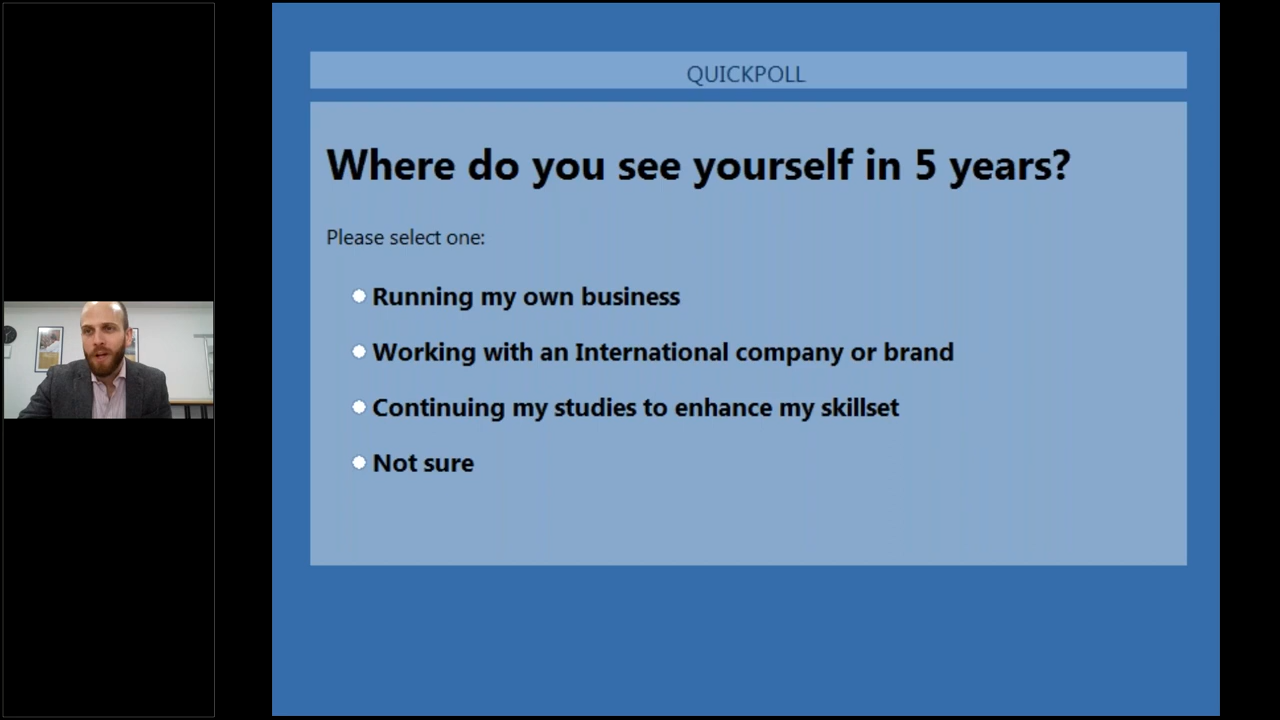 QUICKPOLL
Where do you see yourself in 5 years?
Please select one:
Running my own business
Working with an International company or brand
Continuing my studies to enhance my skillset
Not sure